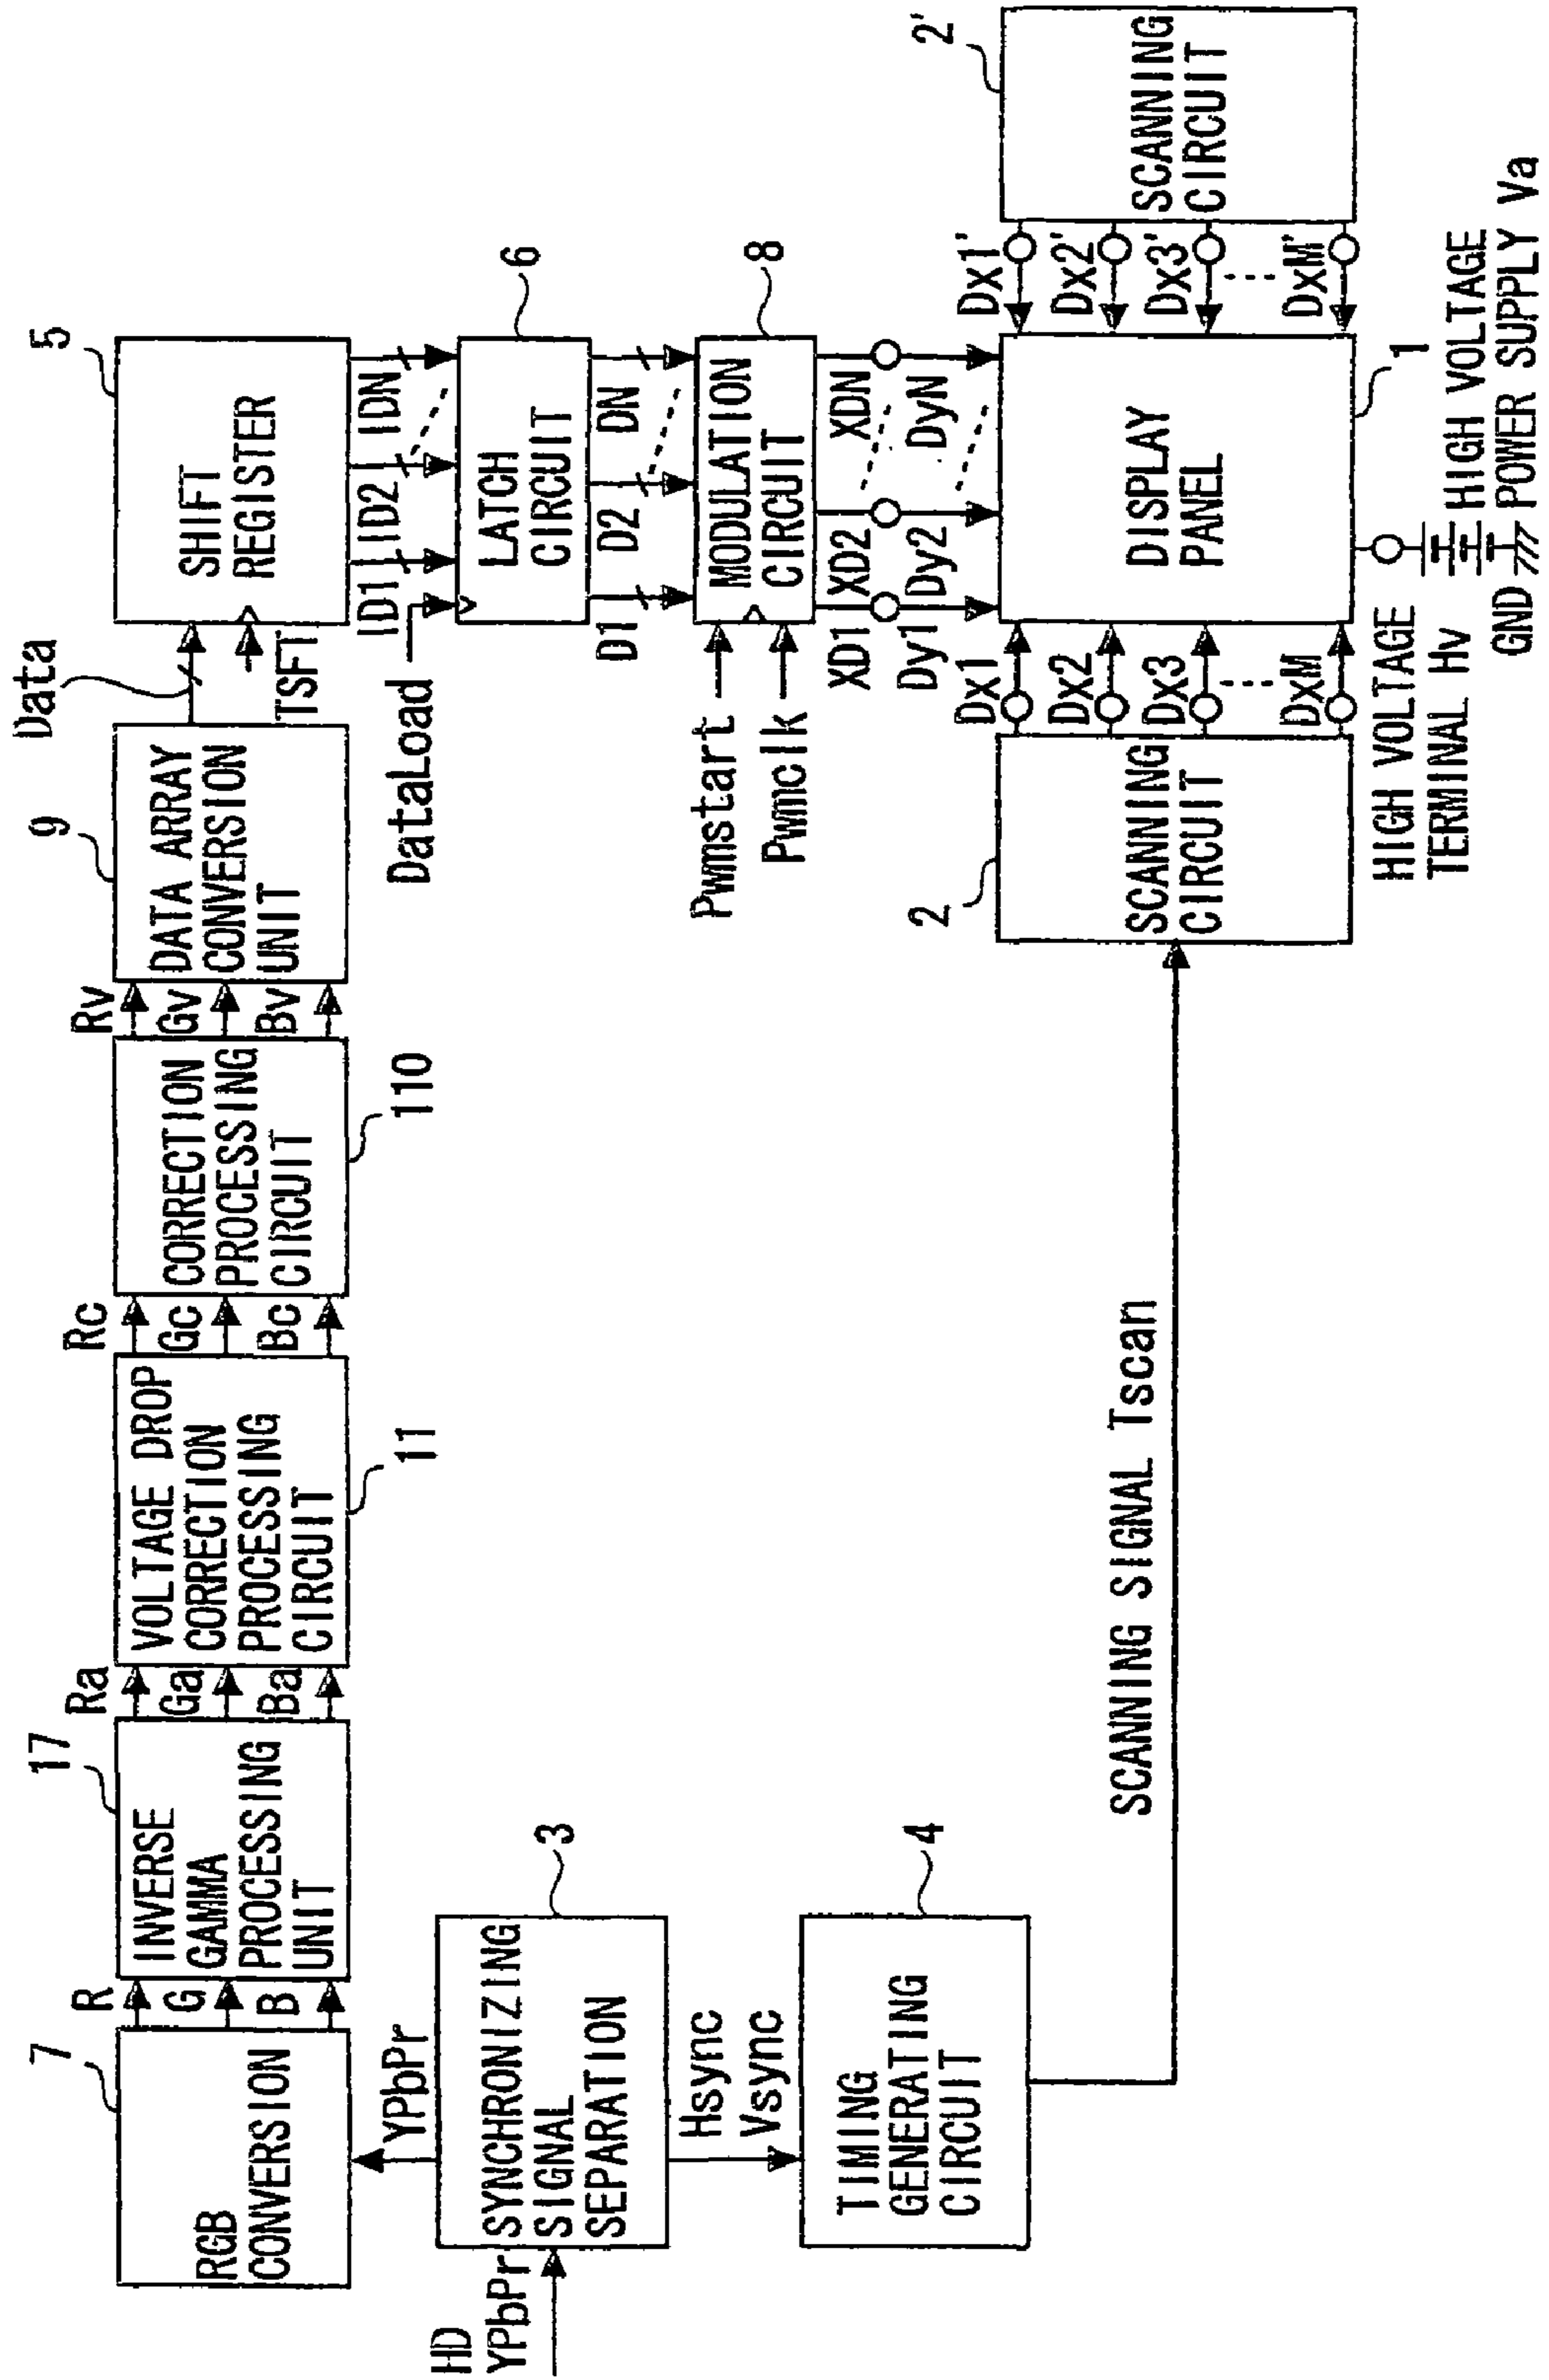 HD
YPbPr
7
RGB
CONVERSION
R
G
B
17
INVERSE
GAMMA
PROCESSING
UNIT
Ra
Ga
Ba
VOLTAGE DROP
CORRECTION
PROCESSING
CIRCUIT
11
Rc
Gc
Bc
CORRECTION
PROCESSING
CIRCUIT
110
Rv
Gv
Bv
9
DATA ARRAY
CONVERSION
UNIT
Data
TSFT
5
SHIFT
REGISTER
YPbPr
SYNCHRONIZING
SIGNAL
SEPARATION
3
Hsync
Vsync
TIMING
GENERATING
CIRCUIT
4
SCANNING SIGNAL Tscan
DataLoad
ID1
ID2
IDN
LATCH
CIRCUIT
6
D1
D2
DN
Pwmstart
Pwmclk
MODULATION
CIRCUIT
8
XD1
XD2
XDN
Dy1
Dy2
DyN
2
SCANNING
CIRCUIT
Dx1
Dx2
Dx3
DxM
DISPLAY
PANEL
1
Dx1'
Dx2'
Dx3'
DxM'
2'
SCANNING
CIRCUIT
HIGH VOLTAGE
TERMINAL Hv
GND
HIGH VOLTAGE
POWER SUPPLY Va